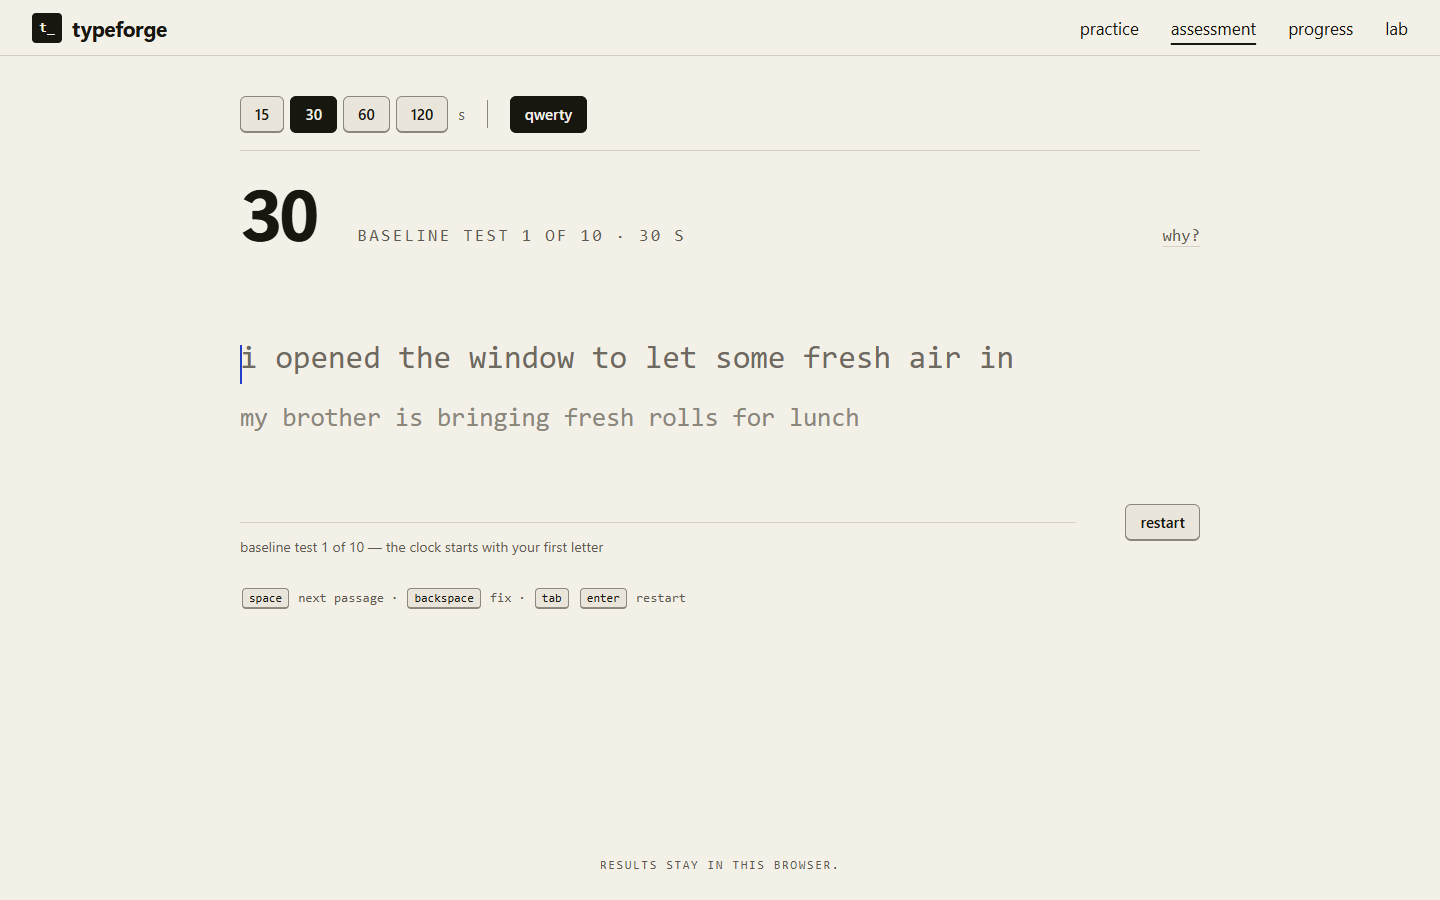 t_ typeforge practice assessment progress lab
15 30 60 120 s qwerty
30 BASELINE TEST 1 OF 10 · 30 S why?
i opened the window to let some fresh air in
my brother is bringing fresh rolls for lunch
restart
baseline test 1 of 10 — the clock starts with your first letter
space next passage · backspace fix · tab enter restart
RESULTS STAY IN THIS BROWSER.